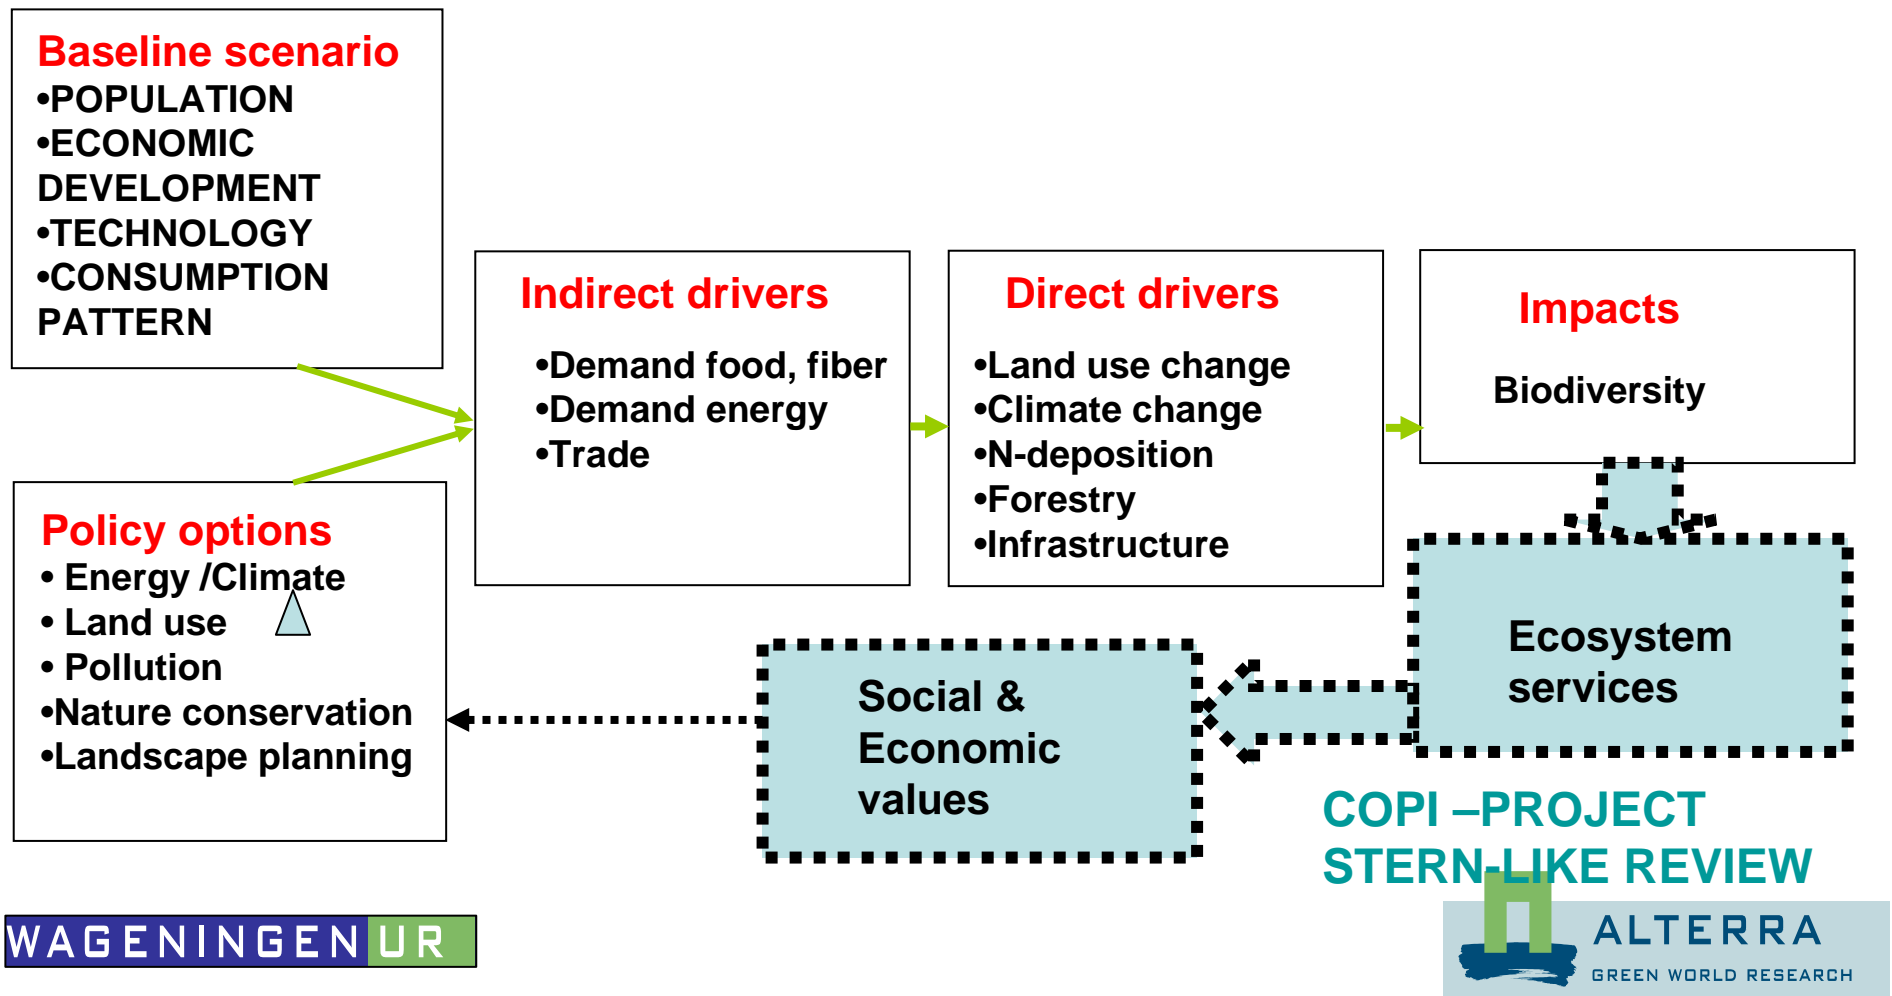 Baseline scenario
•POPULATION
•ECONOMIC
DEVELOPMENT
•TECHNOLOGY
•CONSUMPTION
PATTERN
Indirect drivers
•Demand food, fiber
•Demand energy
•Trade
Direct drivers
•Land use change
•Climate change
•N-deposition
•Forestry
•Infrastructure
Impacts
Biodiversity
Policy options
• Energy /Climate
• Land use
• Pollution
•Nature conservation
•Landscape planning
Social &
Economic
values
Ecosystem
services
COPI –PROJECT
STERN-LIKE REVIEW
WAGENINGEN UR
ALTERRA
GREEN WORLD RESEARCH